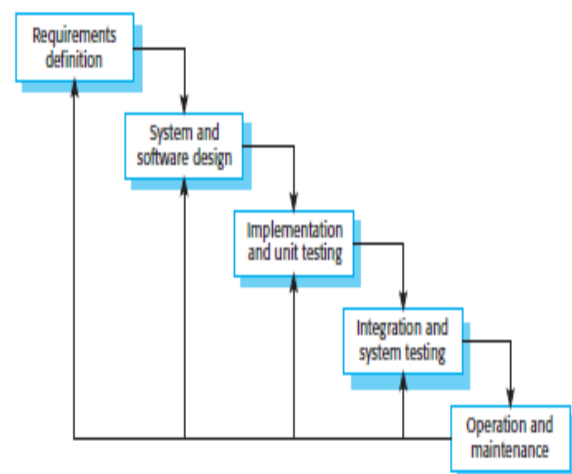 Requirements
definition
System and
software design
Implementation
and unit testing
Integration and
system testing
Operation and
maintenance